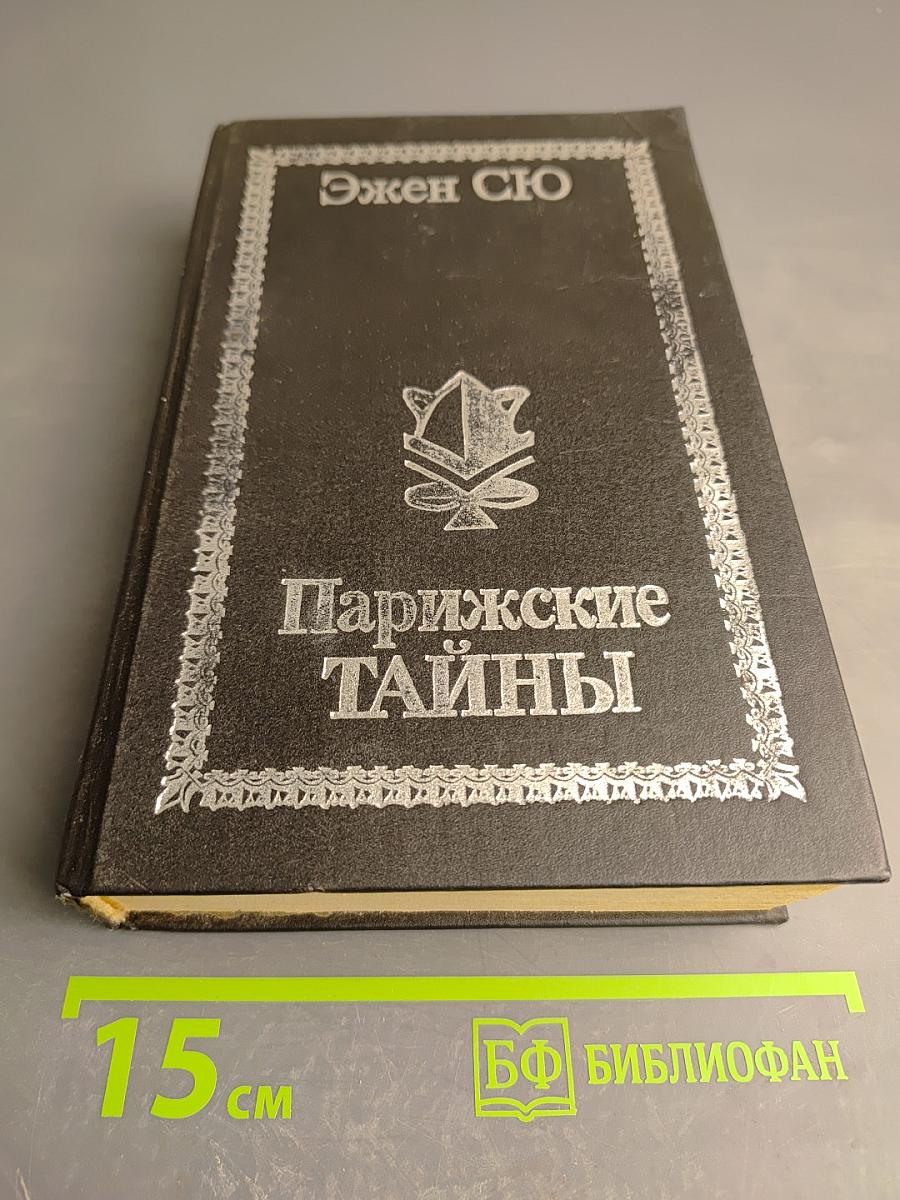 Эжен СЮ
Парижские
ТАЙНЫ
15 см
БФ БИБЛИОФАН